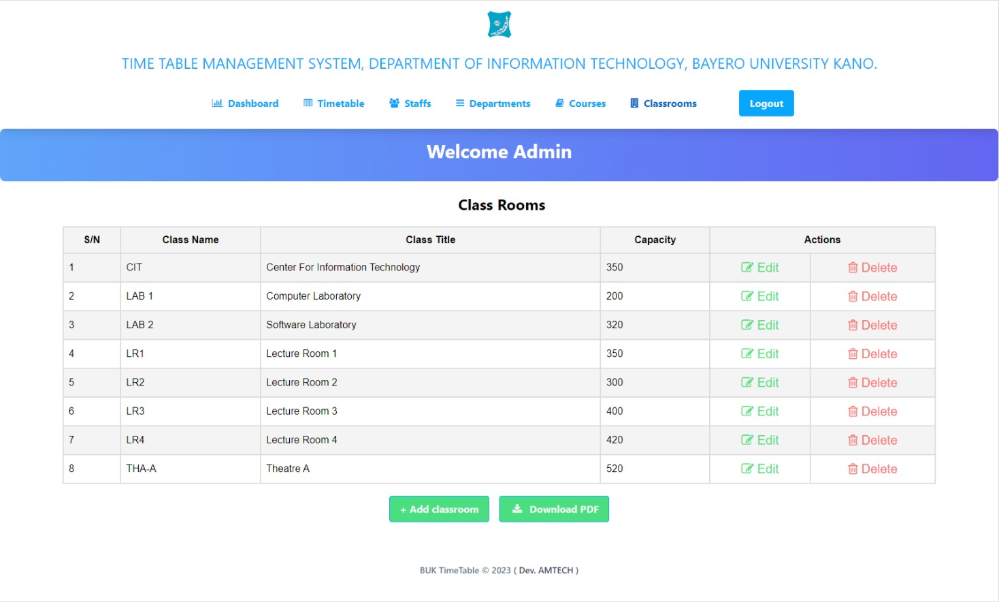 TIME TABLE MANAGEMENT SYSTEM, DEPARTMENT OF INFORMATION TECHNOLOGY, BAYERO UNIVERSITY KANO.
Dashboard Timetable Staffs Departments Courses Classrooms Logout
Welcome Admin
Class Rooms
S/N Class Name Class Title Capacity Actions
1 CIT Center For Information Technology 350 Edit Delete
2 LAB 1 Computer Laboratory 200 Edit Delete
3 LAB 2 Software Laboratory 320 Edit Delete
4 LR1 Lecture Room 1 350 Edit Delete
5 LR2 Lecture Room 2 300 Edit Delete
6 LR3 Lecture Room 3 400 Edit Delete
7 LR4 Lecture Room 4 420 Edit Delete
8 THA-A Theatre A 520 Edit Delete
+ Add classroom Download PDF
BUK TimeTable © 2023 ( Dev. AMTECH )